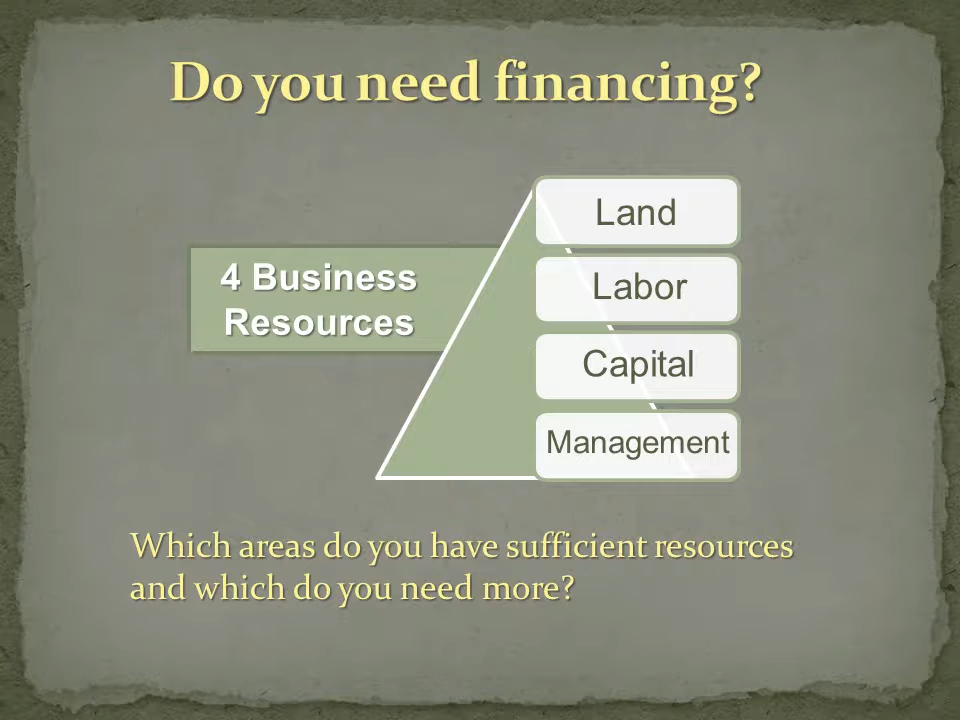 Do you need financing?
4 Business
Resources
Land
Labor
Capital
Management
Which areas do you have sufficient resources
and which do you need more?